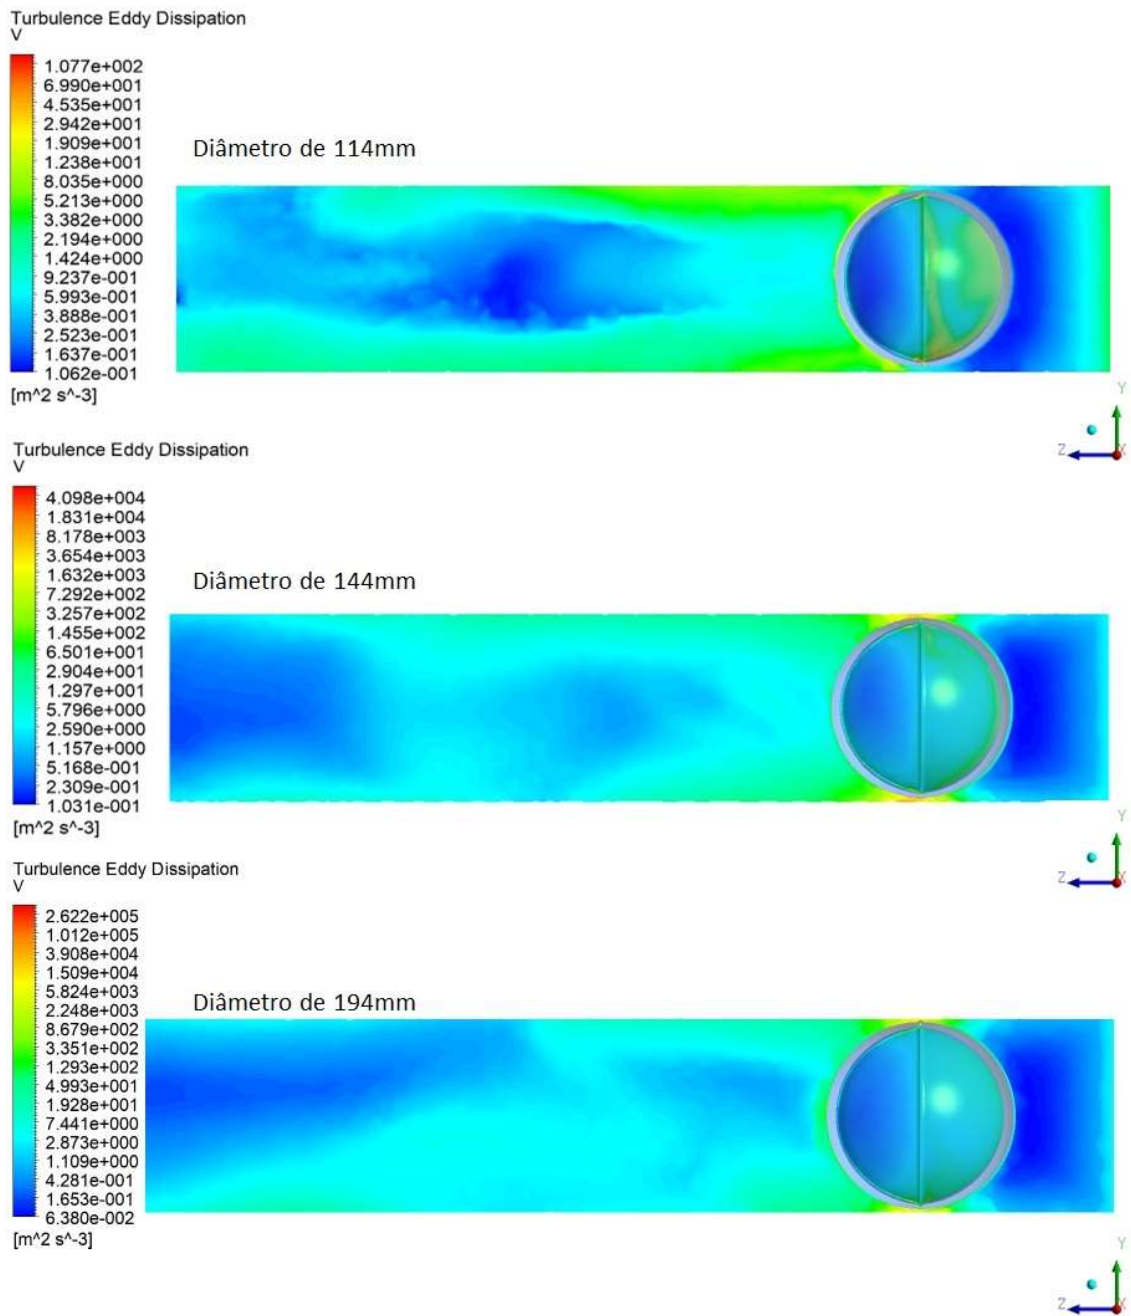 Turbulence Eddy Dissipation
V
1.077e+002
6.990e+001
4.535e+001
2.942e+001
1.909e+001
1.238e+001
8.035e+000
5.213e+000
3.382e+000
2.194e+000
1.424e+000
9.237e-001
5.993e-001
3.888e-001
2.523e-001
1.637e-001
1.062e-001
[m^2 s^-3]
Diâmetro de 114mm
Y
Z
X
Turbulence Eddy Dissipation
V
4.098e+004
1.831e+004
8.178e+003
3.654e+003
1.632e+003
7.292e+002
3.257e+002
1.455e+002
6.501e+001
2.904e+001
1.297e+001
5.796e+000
2.590e+000
1.157e+000
5.168e-001
2.309e-001
1.031e-001
[m^2 s^-3]
Diâmetro de 144mm
Y
Z
X
Turbulence Eddy Dissipation
V
2.622e+005
1.012e+005
3.908e+004
1.509e+004
5.824e+003
2.248e+003
8.679e+002
3.351e+002
1.293e+002
4.993e+001
1.928e+001
7.441e+000
2.873e+000
1.109e+000
4.281e-001
1.653e-001
6.380e-002
[m^2 s^-3]
Diâmetro de 194mm
Y
Z
X